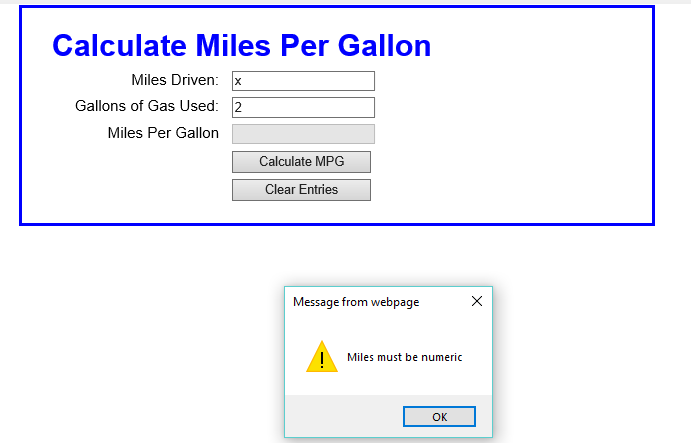 Calculate Miles Per Gallon
Miles Driven: x
Gallons of Gas Used: 2
Miles Per Gallon
Calculate MPG
Clear Entries
Message from webpage
Miles must be numeric
OK